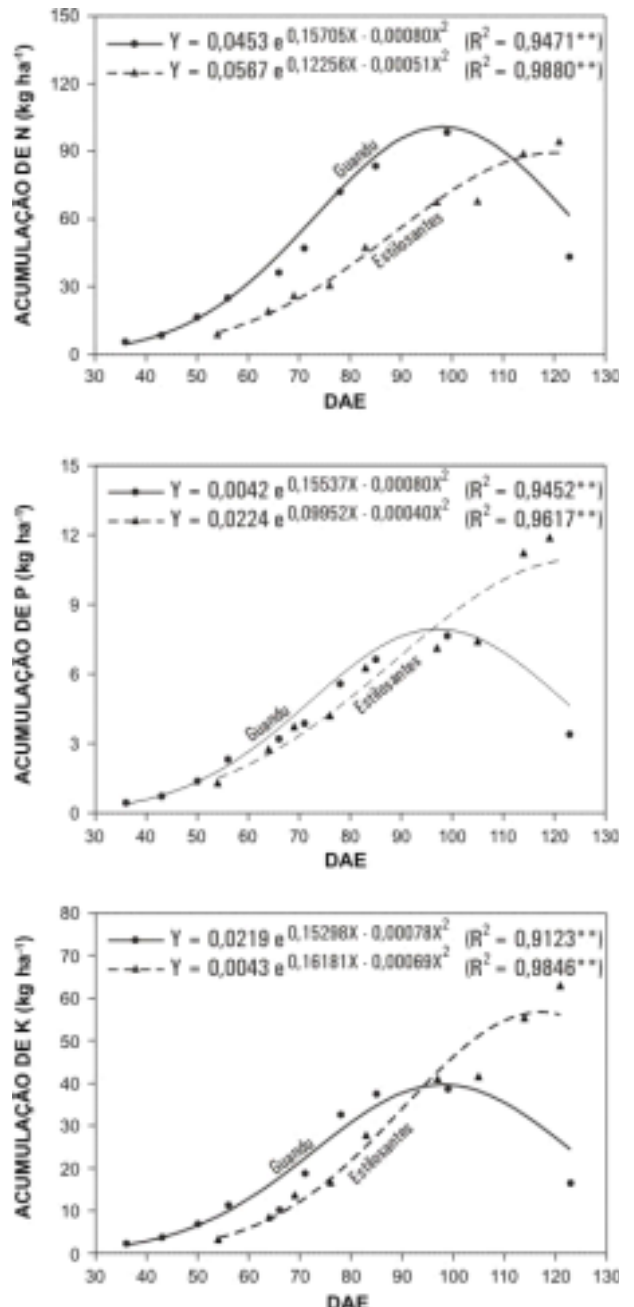 150
Y = 0,0453 e^0,15705X - 0,00080X^2 (R^2 = 0,9471**)
Y = 0,0567 e^0,12256X - 0,00051X^2 (R^2 = 0,9880**)
120
90
60
30
0
ACUMULAÇÃO DE N (kg ha^-1)
Guandu
Estilosantes
30 40 50 60 70 80 90 100 110 120 130
DAE
15
Y = 0,0042 e^0,15537X - 0,00080X^2 (R^2 = 0,9452**)
Y = 0,0224 e^0,09952X - 0,00040X^2 (R^2 = 0,9617**)
12
9
6
3
0
ACUMULAÇÃO DE P (kg ha^-1)
Guandu
Estilosantes
30 40 50 60 70 80 90 100 110 120 130
DAE
80
Y = 0,0219 e^0,15298X - 0,00078X^2 (R^2 = 0,9123**)
Y = 0,0043 e^0,16181X - 0,00069X^2 (R^2 = 0,9846**)
70
60
50
40
30
20
10
0
ACUMULAÇÃO DE K (kg ha^-1)
Guandu
Estilosantes
30 40 50 60 70 80 90 100 110 120 130
DAE